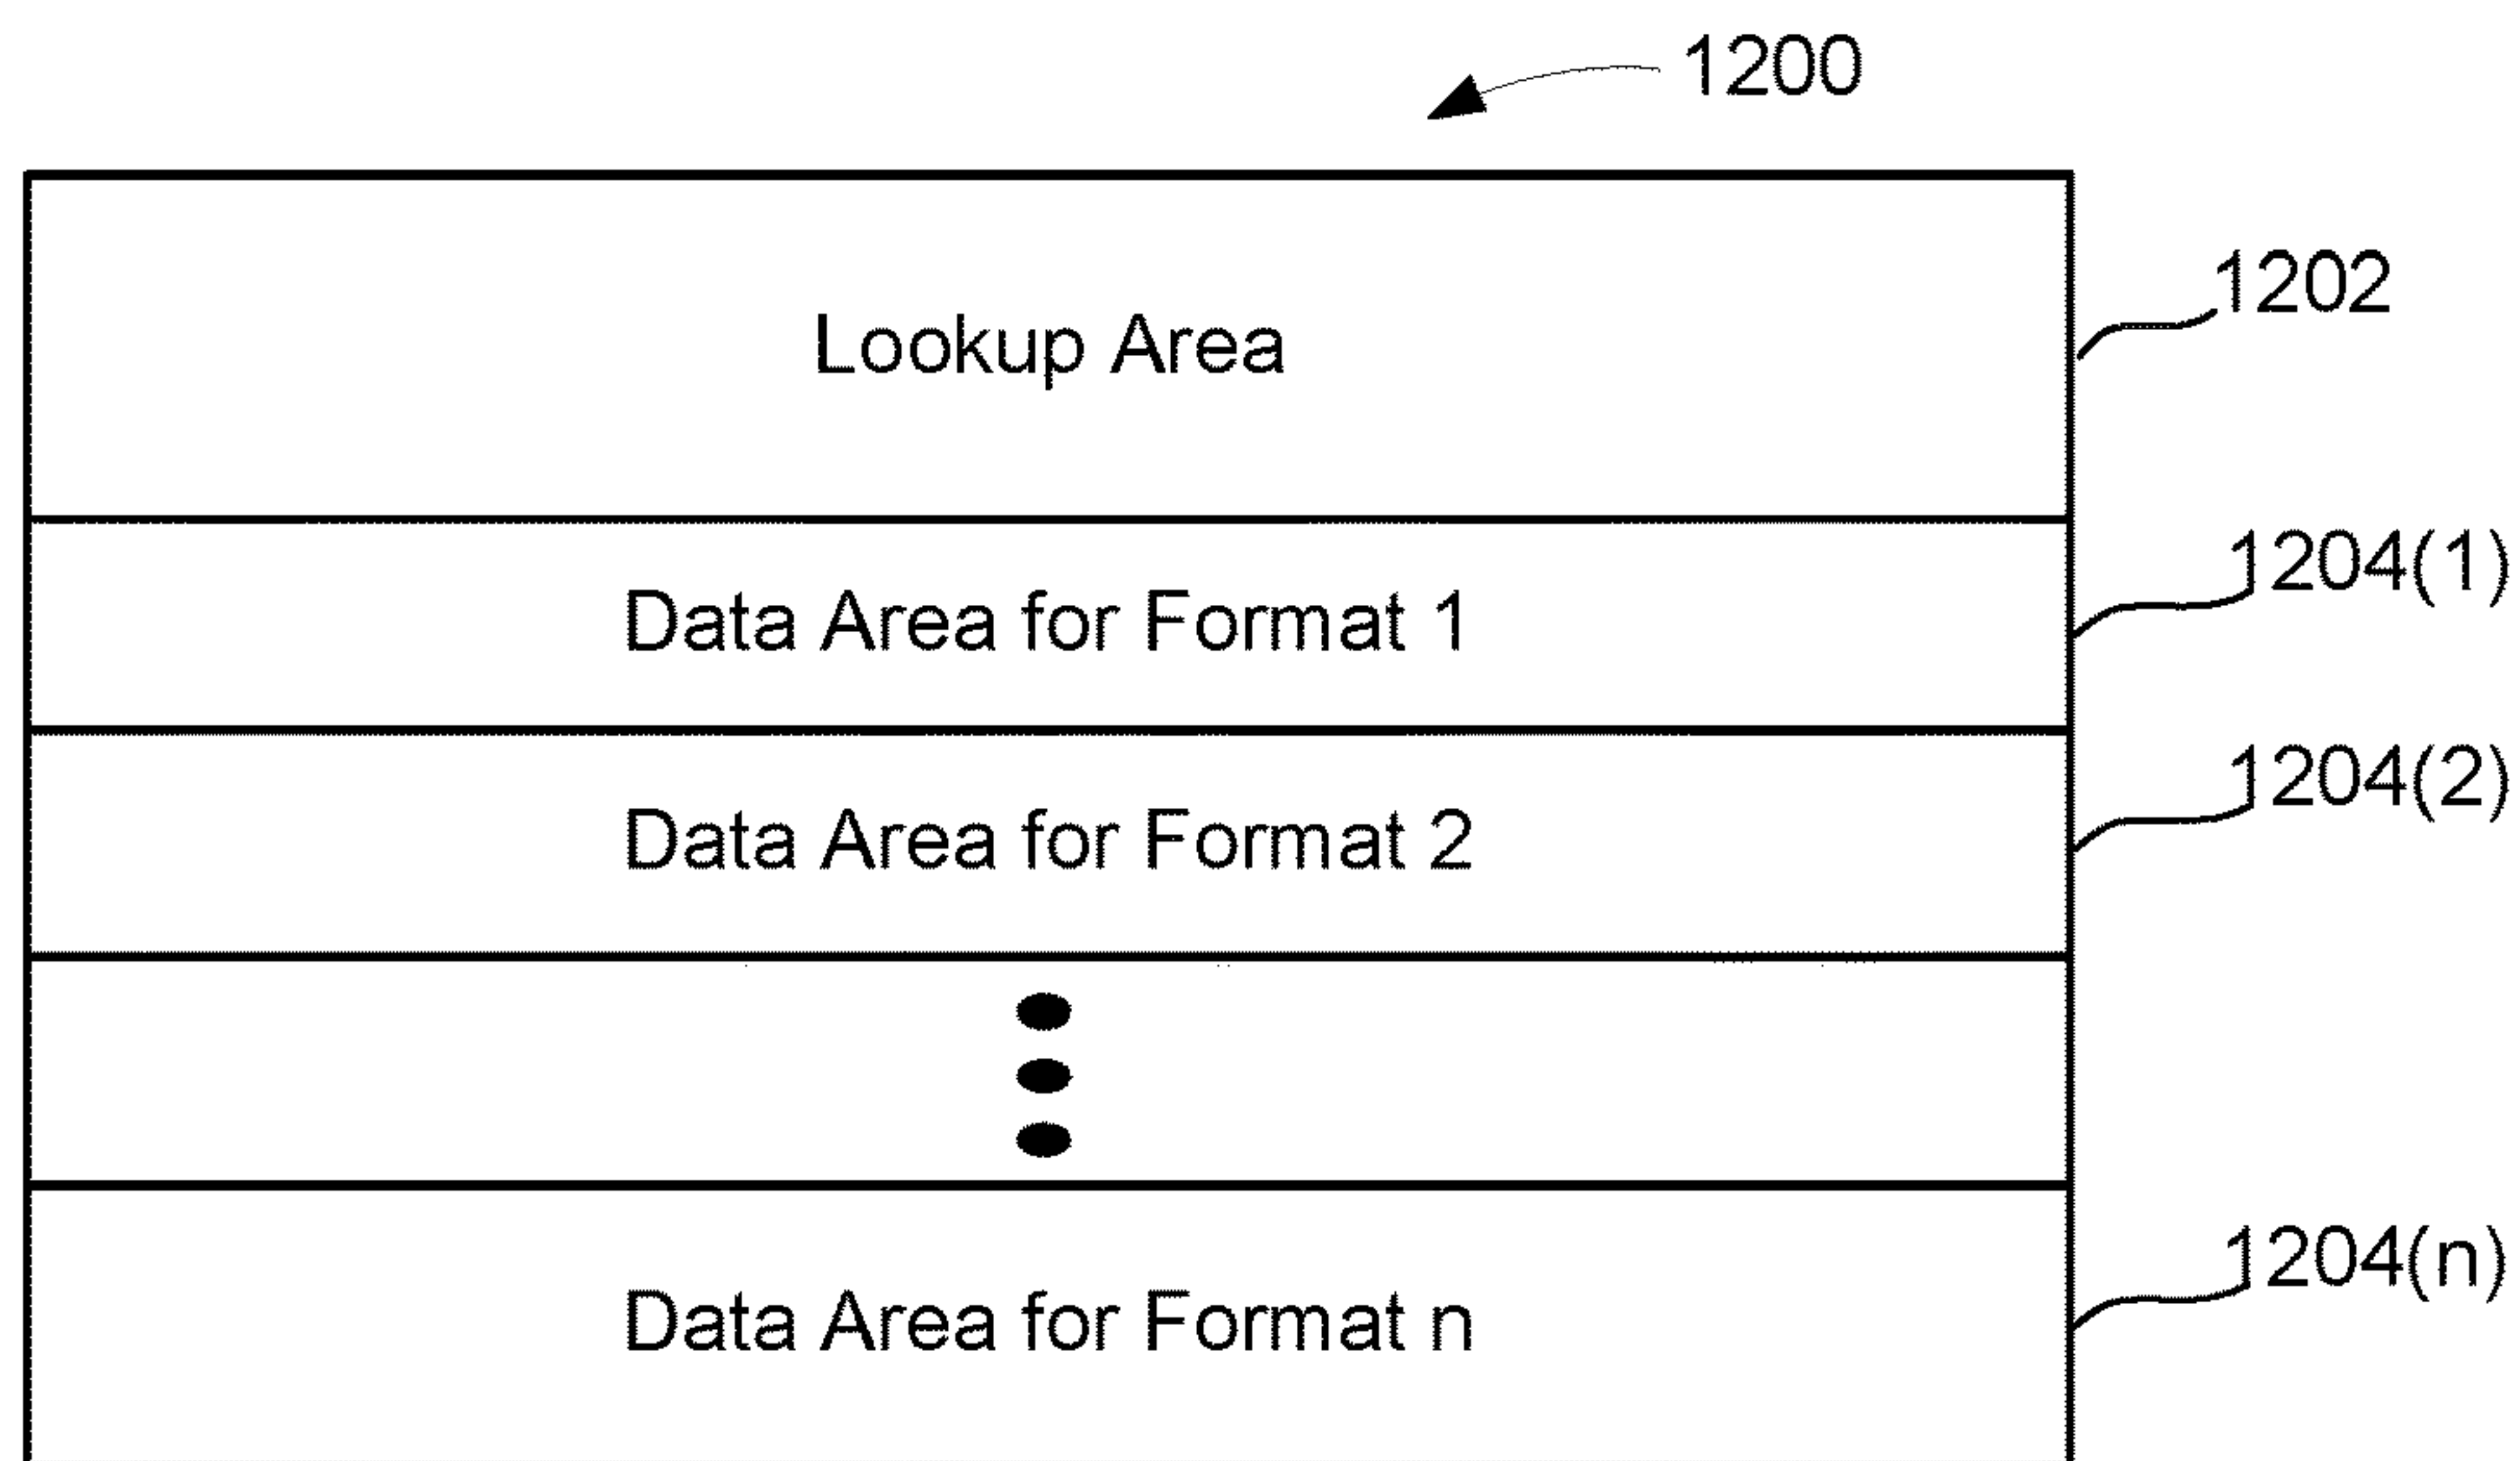 1200
Lookup Area
1202
Data Area for Format 1
1204(1)
Data Area for Format 2
1204(2)
Data Area for Format n
1204(n)